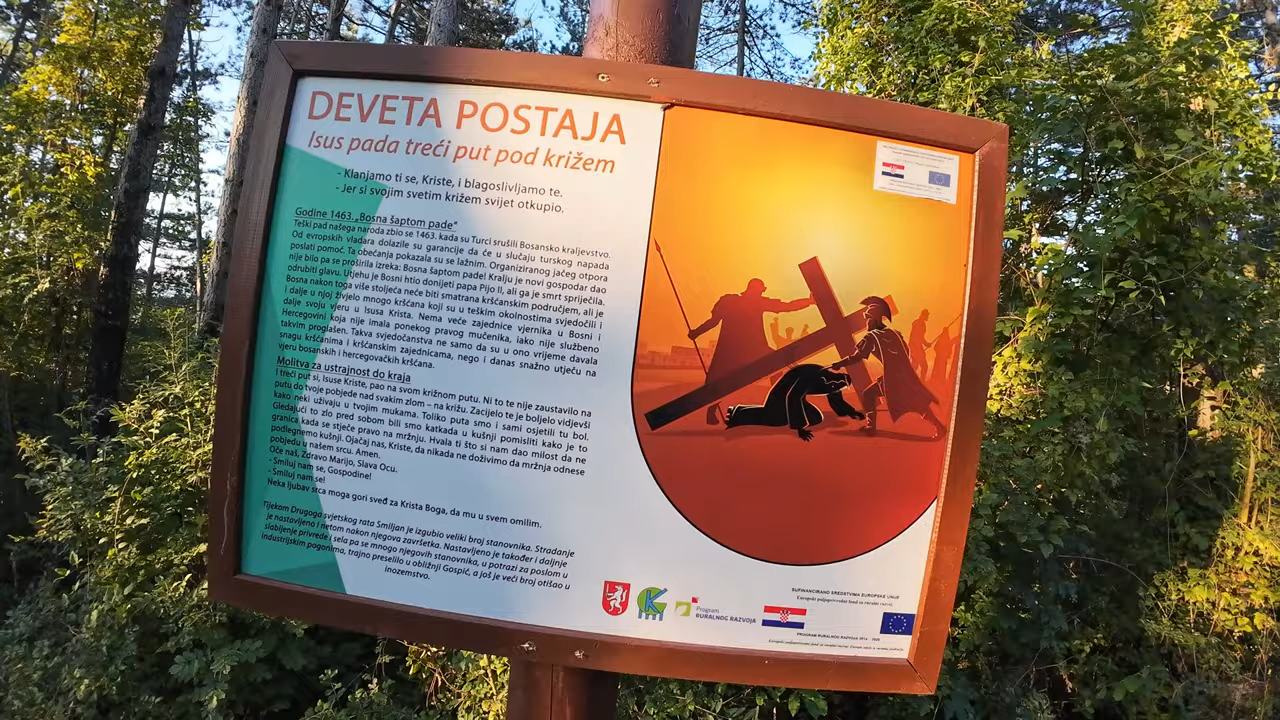 DEVETA POSTAJA
Isus pada treći put pod križem
- Klanjamo ti se, Kriste, i blagoslivljamo te.
- Jer si svojim svetim križem svijet otkupio.
Godine 1463. „Bosna šaptom pade“
Teški pad našega naroda zbio se 1463. kada su Turci srušili Bosansko kraljevstvo.
Od evropskih vladara dolazile su garancije da će u slučaju turskog napada
poslati pomoć. Ta obećanja pokazala su se lažnim. Organiziranog jačeg otpora
nije bilo pa se proširila izreka: Bosna šaptom pade! Kralju je novi gospodar dao
odrubiti glavu. Utjehu je Bosni htio donijeti papa Pijo II, ali ga je smrt spriječila.
Bosna nakon toga više stoljeća neće biti smatrana kršćanskim područjem, ali je
i dalje u njoj živjelo mnogo kršćana koji su u teškim okolnostima svjedočili i
dalje svoju vjeru u Isusa Krista. Nema veće zajednice vjernika u Bosni i
Hercegovini koja nije imala ponekog pravog mučenika, iako nije službeno
takvim proglašen. Takva svjedočanstva ne samo da su u ono vrijeme davala
snagu kršćanima i kršćanskim zajednicama, nego i danas snažno utječu na
vjeru bosanskih i hercegovačkih kršćana.
Molitva za ustrajnost do kraja
I treći put si, Isuse Kriste, pao na svom križnom putu. Ni to te nije zaustavilo na
putu do tvoje pobjede nad svakim zlom – na križu. Zacijelo te je boljelo vidjevši
kako neki uživaju u tvojim mukama. Toliko puta smo i sami osjetili tu bol.
Gledajući to zlo pred sobom bili smo katkada u kušnji pomisliti kako je to
granica kada se stječe pravo na mržnju. Hvala ti što si nam dao milost da ne
podlegnemo kušnji. Ojačaj nas, Kriste, da nikada ne doživimo da mržnja odnese
pobjedu u našem srcu. Amen.
Oče naš, Zdravo Marijo, Slava Ocu.
- Smiluj nam se, Gospodine!
- Smiluj nam se!
Neka ljubav srca moga gori sveđ za Krista Boga, da mu u svem omilim.
Tijekom Drugoga svjetskog rata Smiljan je izgubio veliki broj stanovnika. Stradanje
je nastavljeno i netom nakon njegova završetka. Nastavljeno je također i daljnje
slabljenje privrede i sela pa se mnogo njegovih stanovnika, u potrazi za poslom u
industrijskim pogonima, trajno preselilo u obližnji Gospić, a još je veći broj otišao u
inozemstvo.
Program
RURALNOG RAZVOJA
SUFINANCIRANO SREDSTVIMA EUROPSKE UNIJE
Europski poljoprivredni fond za ruralni razvoj
PROGRAM RURALNOG RAZVOJA 2014 - 2020